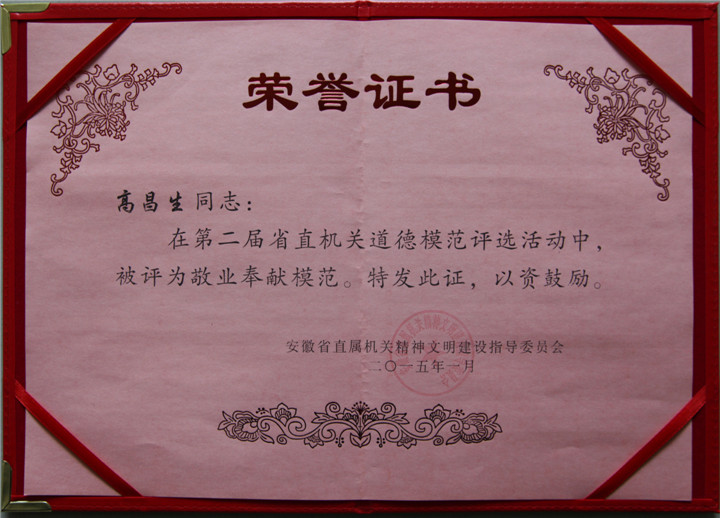 荣誉证书
高昌生同志：
在第二届省直机关道德模范评选活动中，
被评为敬业奉献模范。特发此证，以资鼓励。
安徽省直属机关精神文明建设指导委员会
二〇一五年一月